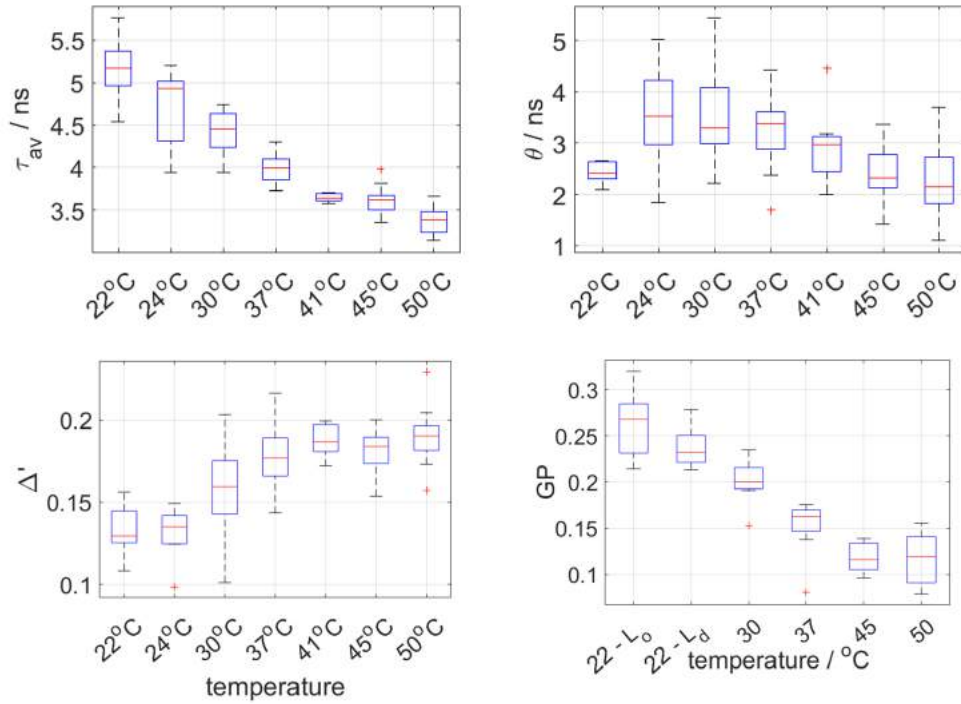 τav / ns
5.5
5
4.5
4
3.5
22°C 24°C 30°C 37°C 41°C 45°C 50°C
θ / ns
5
4
3
2
1
22°C 24°C 30°C 37°C 41°C 45°C 50°C
Δ'
0.2
0.15
0.1
22°C 24°C 30°C 37°C 41°C 45°C 50°C
temperature
GP
0.3
0.25
0.2
0.15
0.1
22 - Lo 22 - Ld 30 37 45 50
temperature / °C